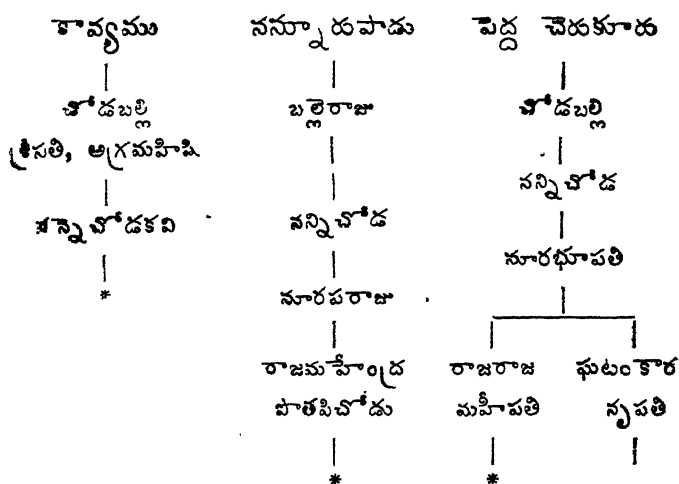 కావ్యము నన్నూరుపాడు పెద్ద చెరుకూరు
చోడబల్లి బల్లెరాజు చోడబల్లి
శ్రీసతి, అగ్రమహిషి
నన్నిచోడ
నన్నెచోడకవి నన్నిచోడ
నూరభూపతి
* నూరపరాజు
రాజమహేంద్ర రాజరాజ ఘటంకార
పొతపిచోడు మహీపతి నృపతి
* *